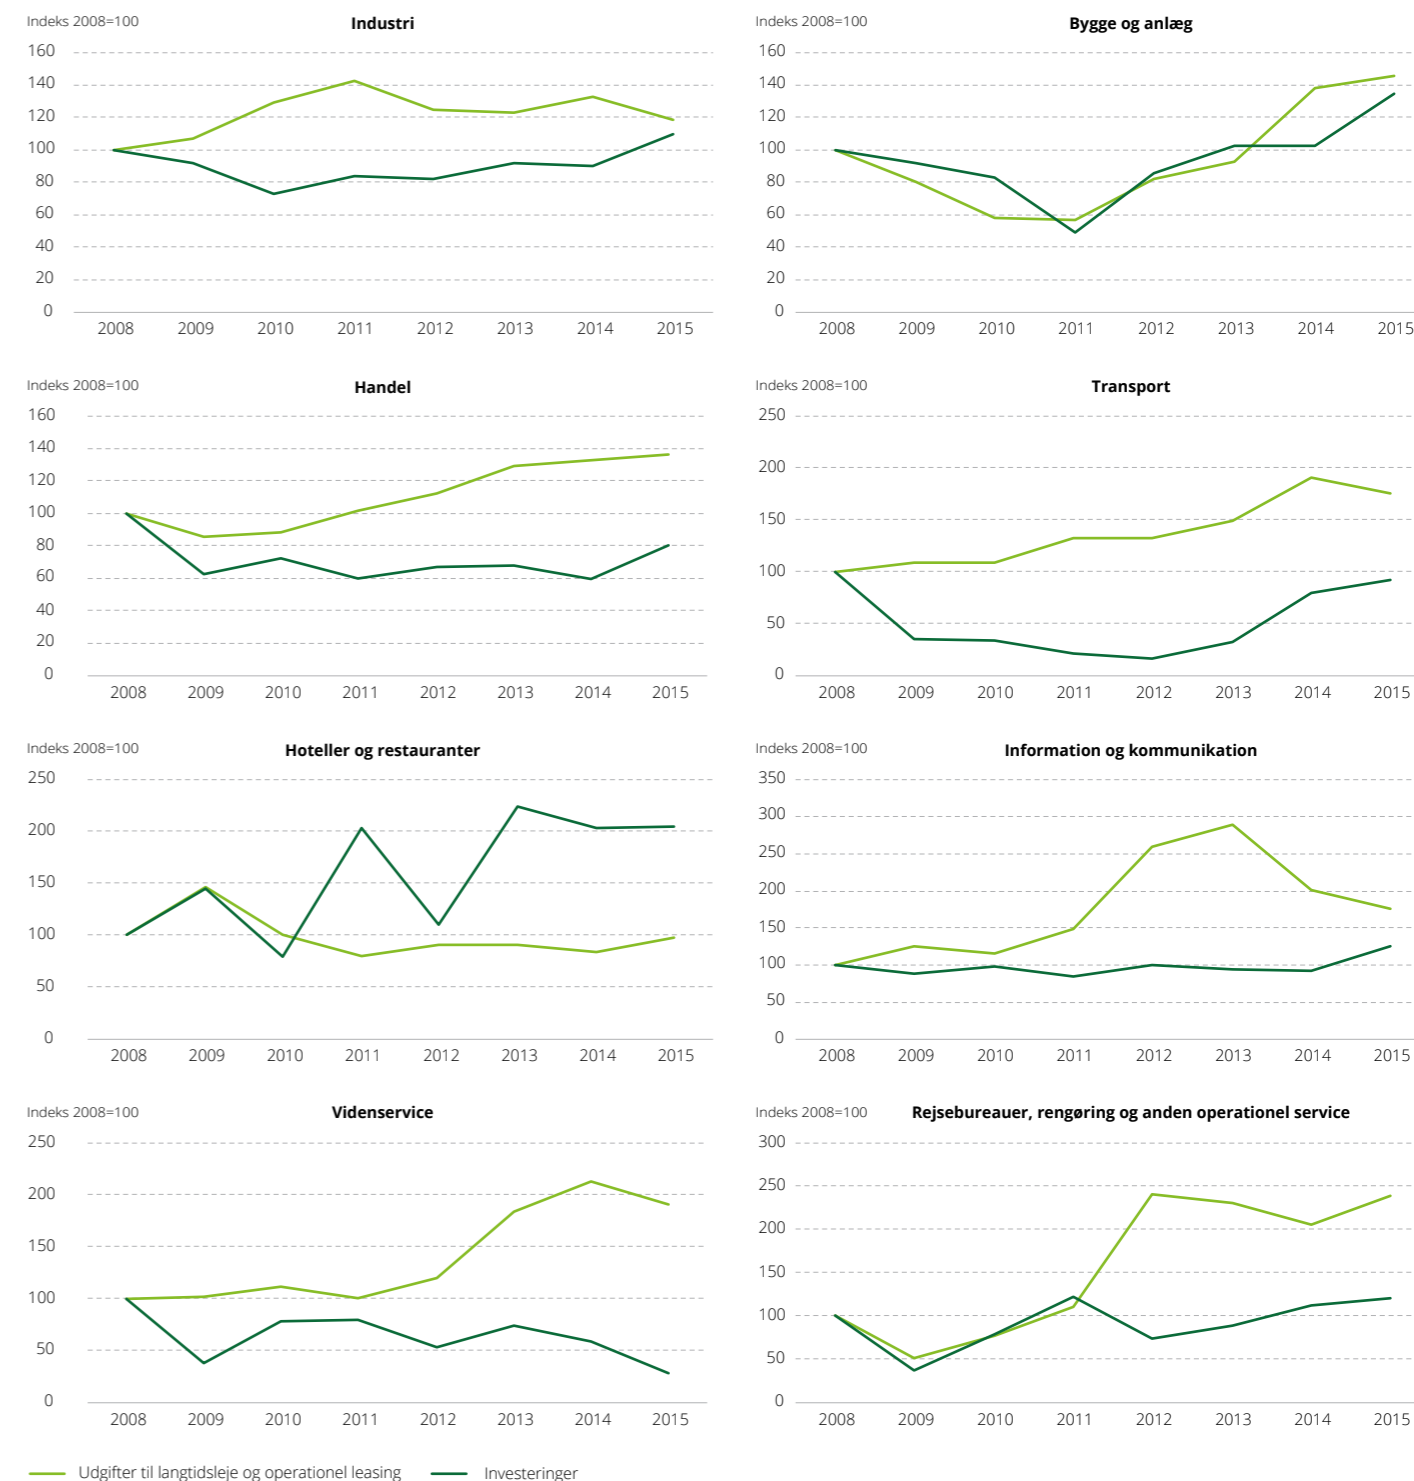 Indeks 2008=100
Industri
160
140
120
100
80
60
40
20
0
2008 2009 2010 2011 2012 2013 2014 2015
Indeks 2008=100
Bygge og anlæg
160
140
120
100
80
60
40
20
0
2008 2009 2010 2011 2012 2013 2014 2015
Indeks 2008=100
Handel
160
140
120
100
80
60
40
20
0
2008 2009 2010 2011 2012 2013 2014 2015
Indeks 2008=100
Transport
250
200
150
100
50
0
2008 2009 2010 2011 2012 2013 2014 2015
Indeks 2008=100
Hoteller og restauranter
250
200
150
100
50
0
2008 2009 2010 2011 2012 2013 2014 2015
Indeks 2008=100
Information og kommunikation
350
300
250
200
150
100
50
0
2008 2009 2010 2011 2012 2013 2014 2015
Indeks 2008=100
Videnservice
250
200
150
100
50
0
2008 2009 2010 2011 2012 2013 2014 2015
Indeks 2008=100
Rejsebureauer, rengøring og anden operationel service
300
250
200
150
100
50
0
2008 2009 2010 2011 2012 2013 2014 2015
Udgifter til langtidsleje og operationel leasing
Investeringer